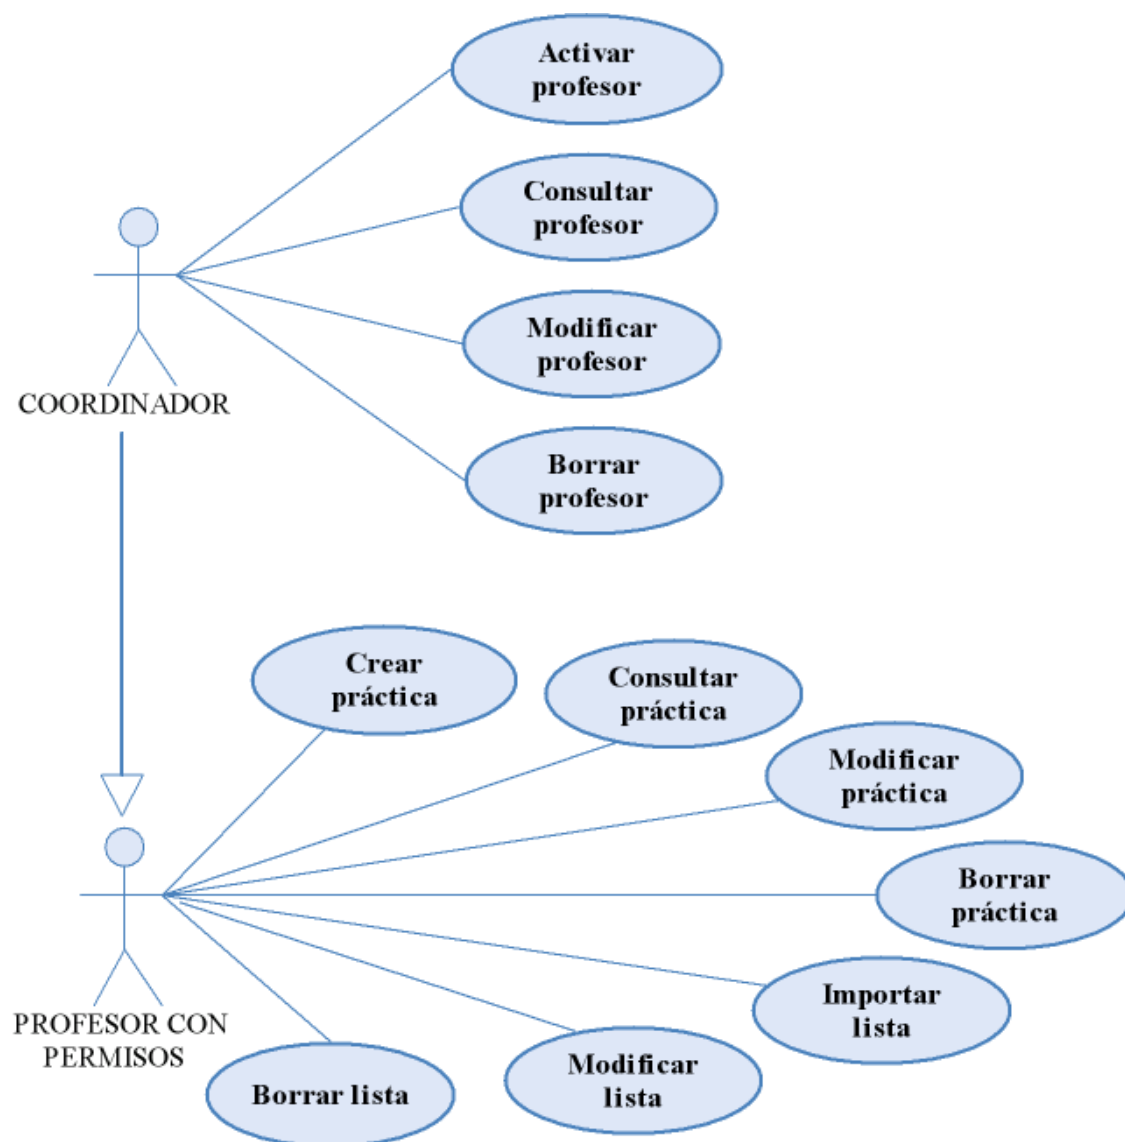 Activar
profesor
Consultar
profesor
Modificar
profesor
COORDINADOR
Borrar
profesor
Crear
práctica
Consultar
práctica
Modificar
práctica
Borrar
práctica
Importar
lista
PROFESOR CON
PERMISOS
Modificar
lista
Borrar lista